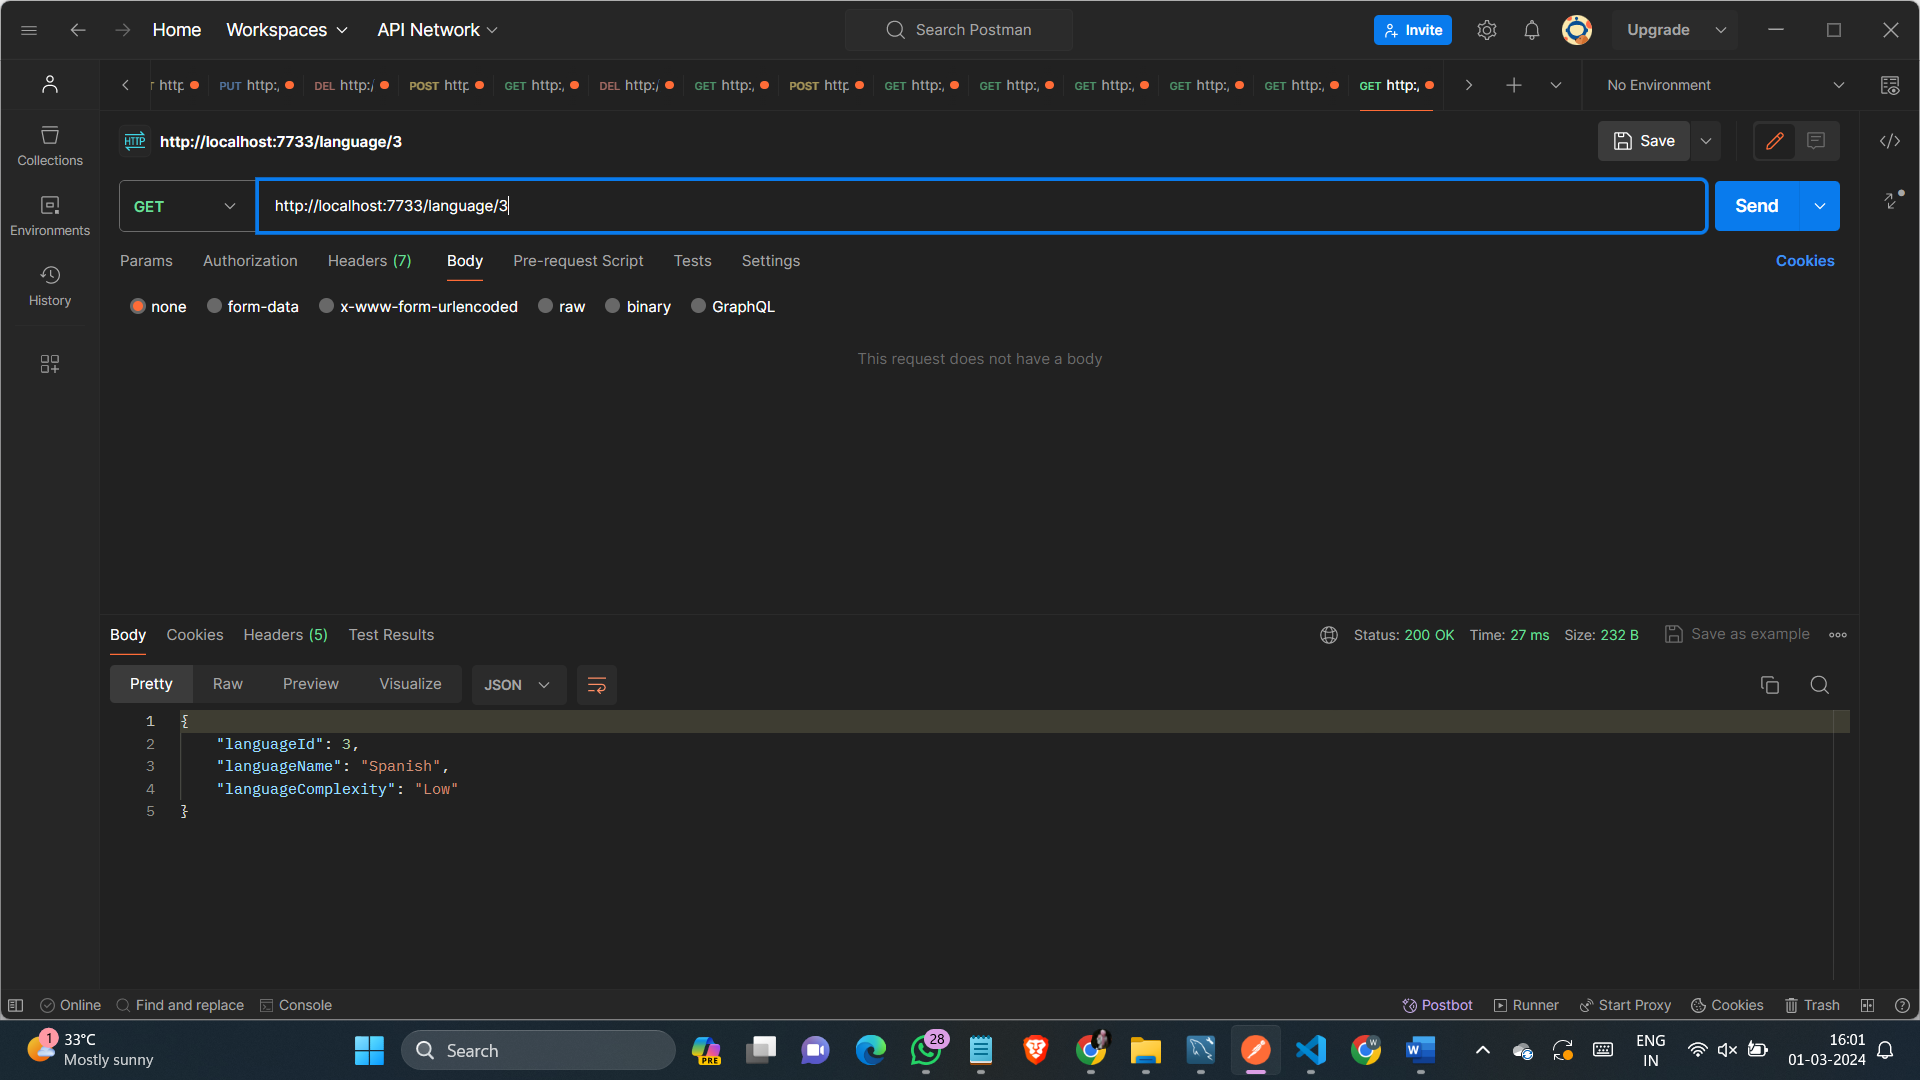 Home Workspaces API Network Search Postman Invite Upgrade
http PUT http:/ DEL http:/ POST http GET http:/ DEL http:/ GET http:/ POST http GET http:/ GET http:/ GET http:/ GET http:/ GET http:/ GET http:/ No Environment
HTTP http://localhost:7733/language/3 Save
Collections
GET http://localhost:7733/language/3 Send
Environments
Params Authorization Headers (7) Body Pre-request Script Tests Settings Cookies
History
none form-data x-www-form-urlencoded raw binary GraphQL
This request does not have a body
Body Cookies Headers (5) Test Results Status: 200 OK Time: 27 ms Size: 232 B Save as example
Pretty Raw Preview Visualize JSON
1 {
2 "languageId": 3,
3 "languageName": "Spanish",
4 "languageComplexity": "Low"
5 }
Online Find and replace Console Postbot Runner Start Proxy Cookies Trash
1 33°C
Mostly sunny
Search
PRE
28
W
W
ENG
IN
16:01
01-03-2024